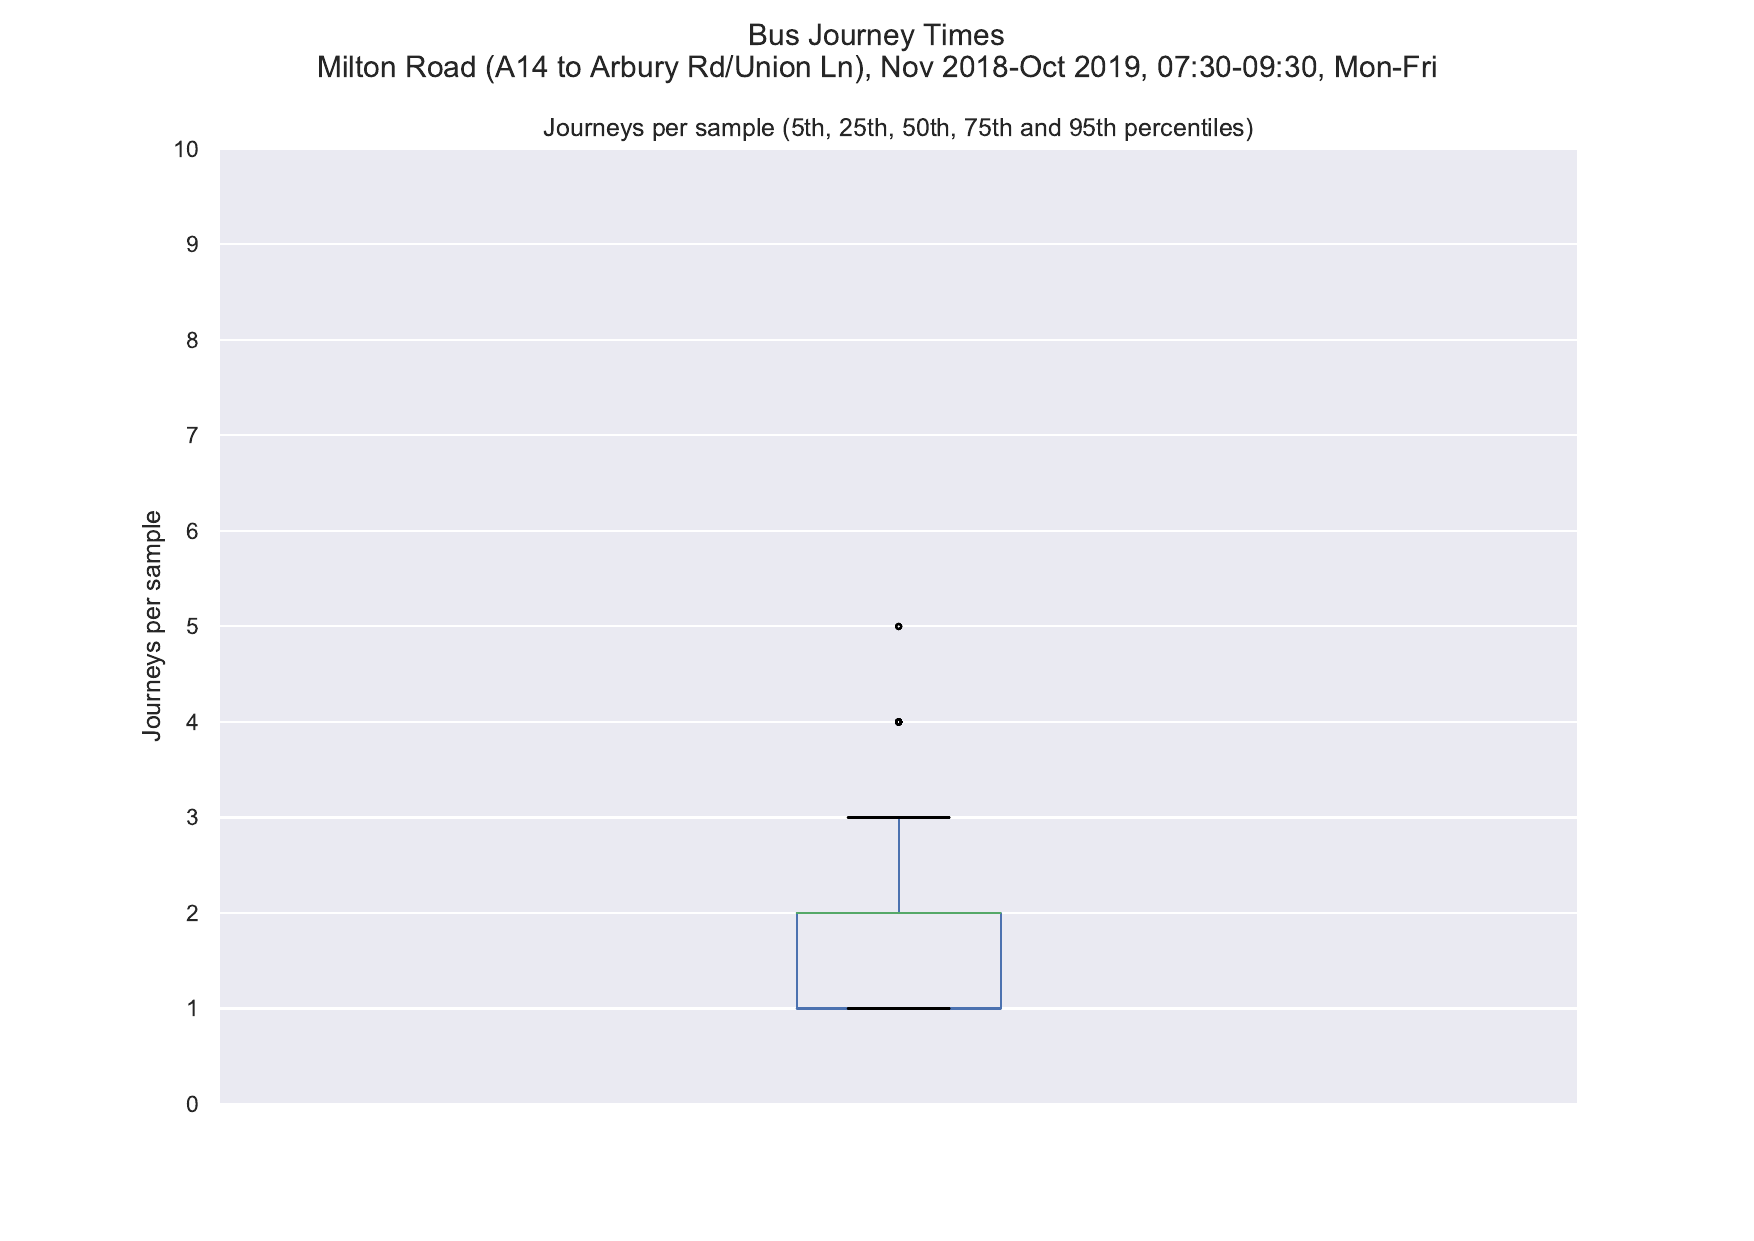 Bus Journey Times
Milton Road (A14 to Arbury Rd/Union Ln), Nov 2018-Oct 2019, 07:30-09:30, Mon-Fri
Journeys per sample (5th, 25th, 50th, 75th and 95th percentiles)
10
9
8
7
6
5
4
3
2
1
0
Journeys per sample